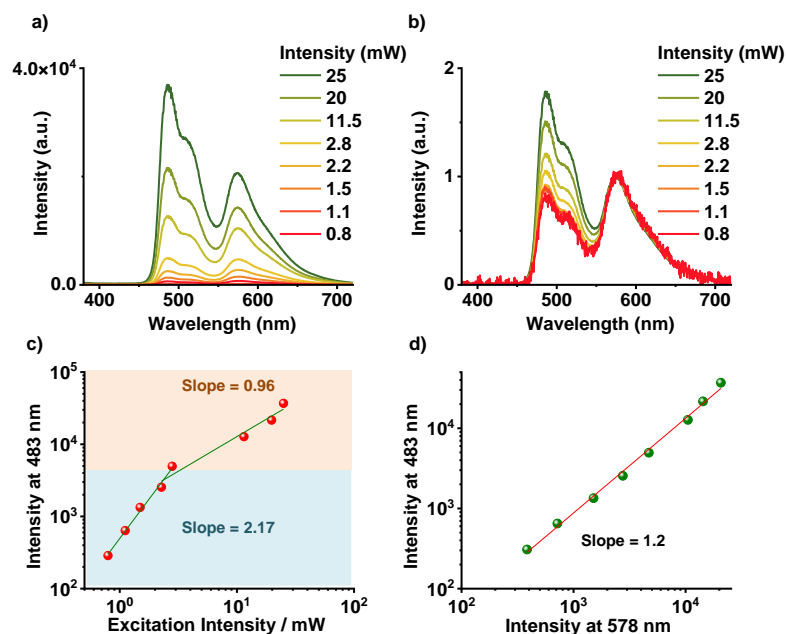 a)
Intensity (mW)
25
20
11.5
2.8
2.2
1.5
1.1
0.8
4.0×10⁴
0.0
Intensity (a.u.)
400
500
600
700
Wavelength (nm)
b)
Intensity (mW)
25
20
11.5
2.8
2.2
1.5
1.1
0.8
2
1
0
Intensity (a.u.)
400
500
600
700
Wavelength (nm)
c)
10⁵
10⁴
10³
10²
Intensity at 483 nm
Slope = 0.96
Slope = 2.17
10⁰
10¹
10²
Excitation Intensity / mW
d)
10⁴
10³
10²
Intensity at 483 nm
Slope = 1.2
10²
10³
10⁴
Intensity at 578 nm